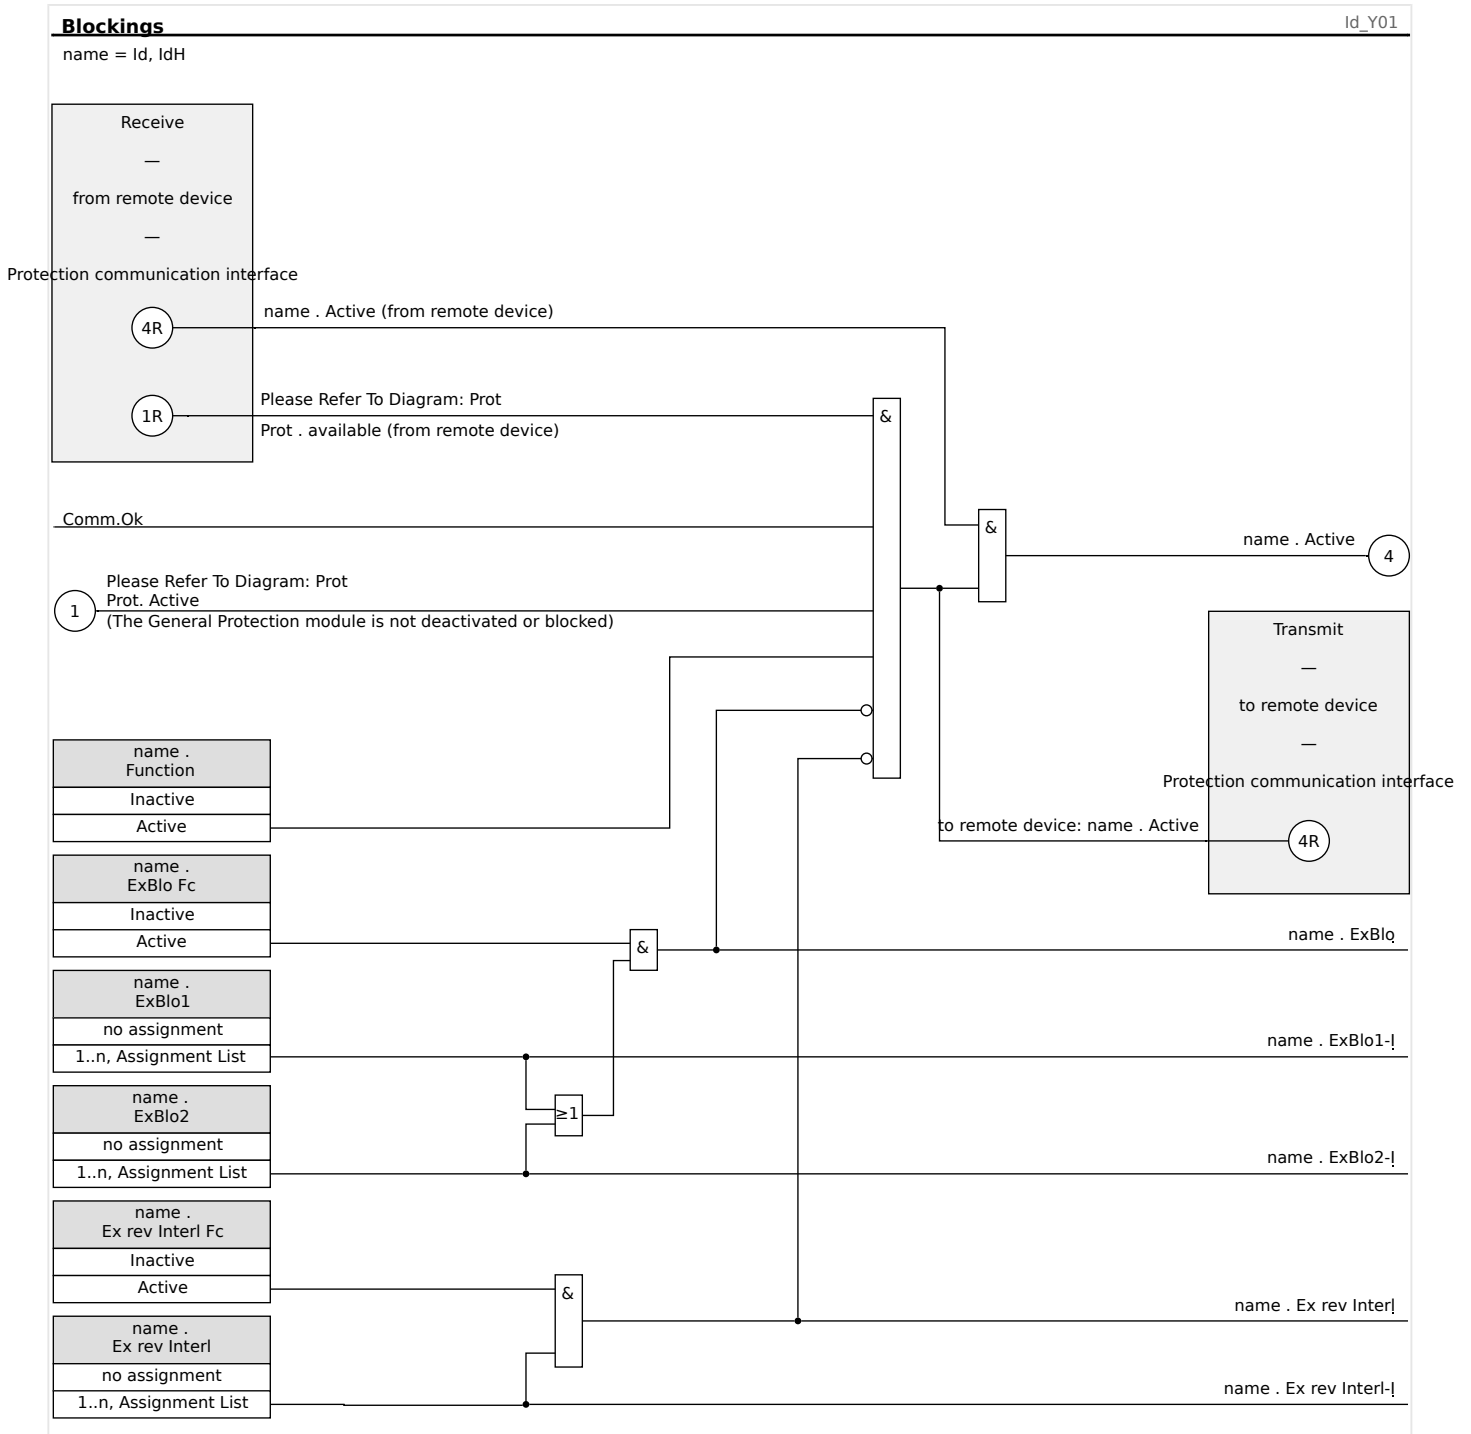 Blockings
Id_Y01
name = Id, IdH
Receive
—
from remote device
—
Protection communication interface
4R
name . Active (from remote device)
1R
Please Refer To Diagram: Prot
Prot . available (from remote device)
&
Comm.Ok
&
name . Active
4
1
Please Refer To Diagram: Prot
Prot. Active
(The General Protection module is not deactivated or blocked)
Transmit
—
to remote device
—
Protection communication interface
to remote device: name . Active
4R
name .
Function
Inactive
Active
name .
ExBlo Fc
Inactive
Active
&
name . ExBlo
name .
ExBlo1
no assignment
1..n, Assignment List
name . ExBlo1-I
name .
ExBlo2
no assignment
1..n, Assignment List
≥1
name . ExBlo2-I
name .
Ex rev Interl Fc
Inactive
Active
&
name . Ex rev Interl
name .
Ex rev Interl
no assignment
1..n, Assignment List
name . Ex rev Interl-I